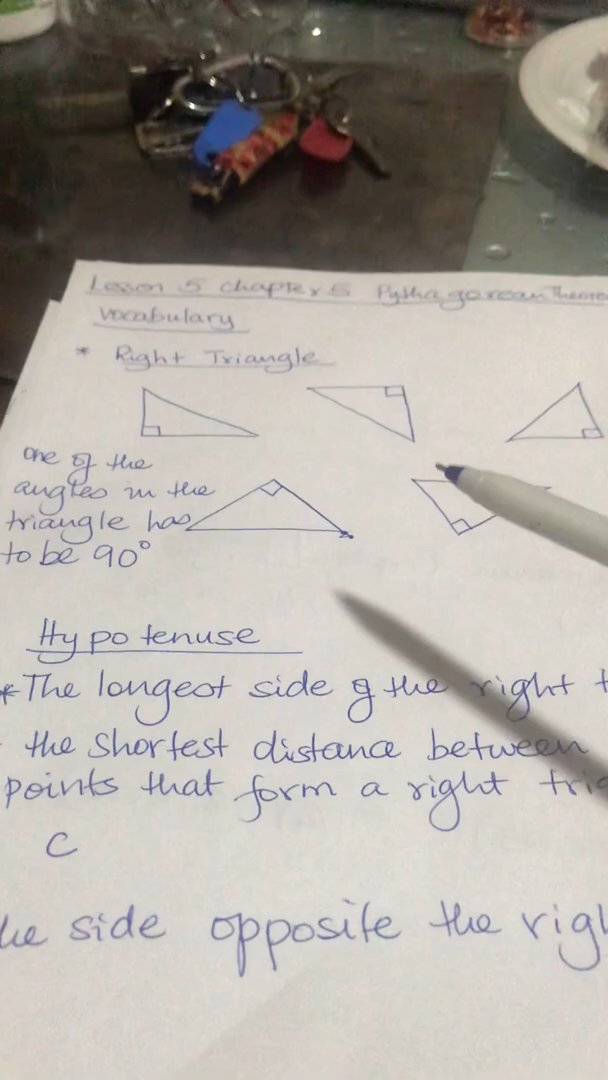 Lesson 5 chapter 5 Pythagorean Theore
Vocabulary
* Right Triangle
one of the
angles in the
triangle has
to be 90°
Hypotenuse
*The longest side of the right t
the shortest distance between
points that form a right tria
C
he side opposite the righ